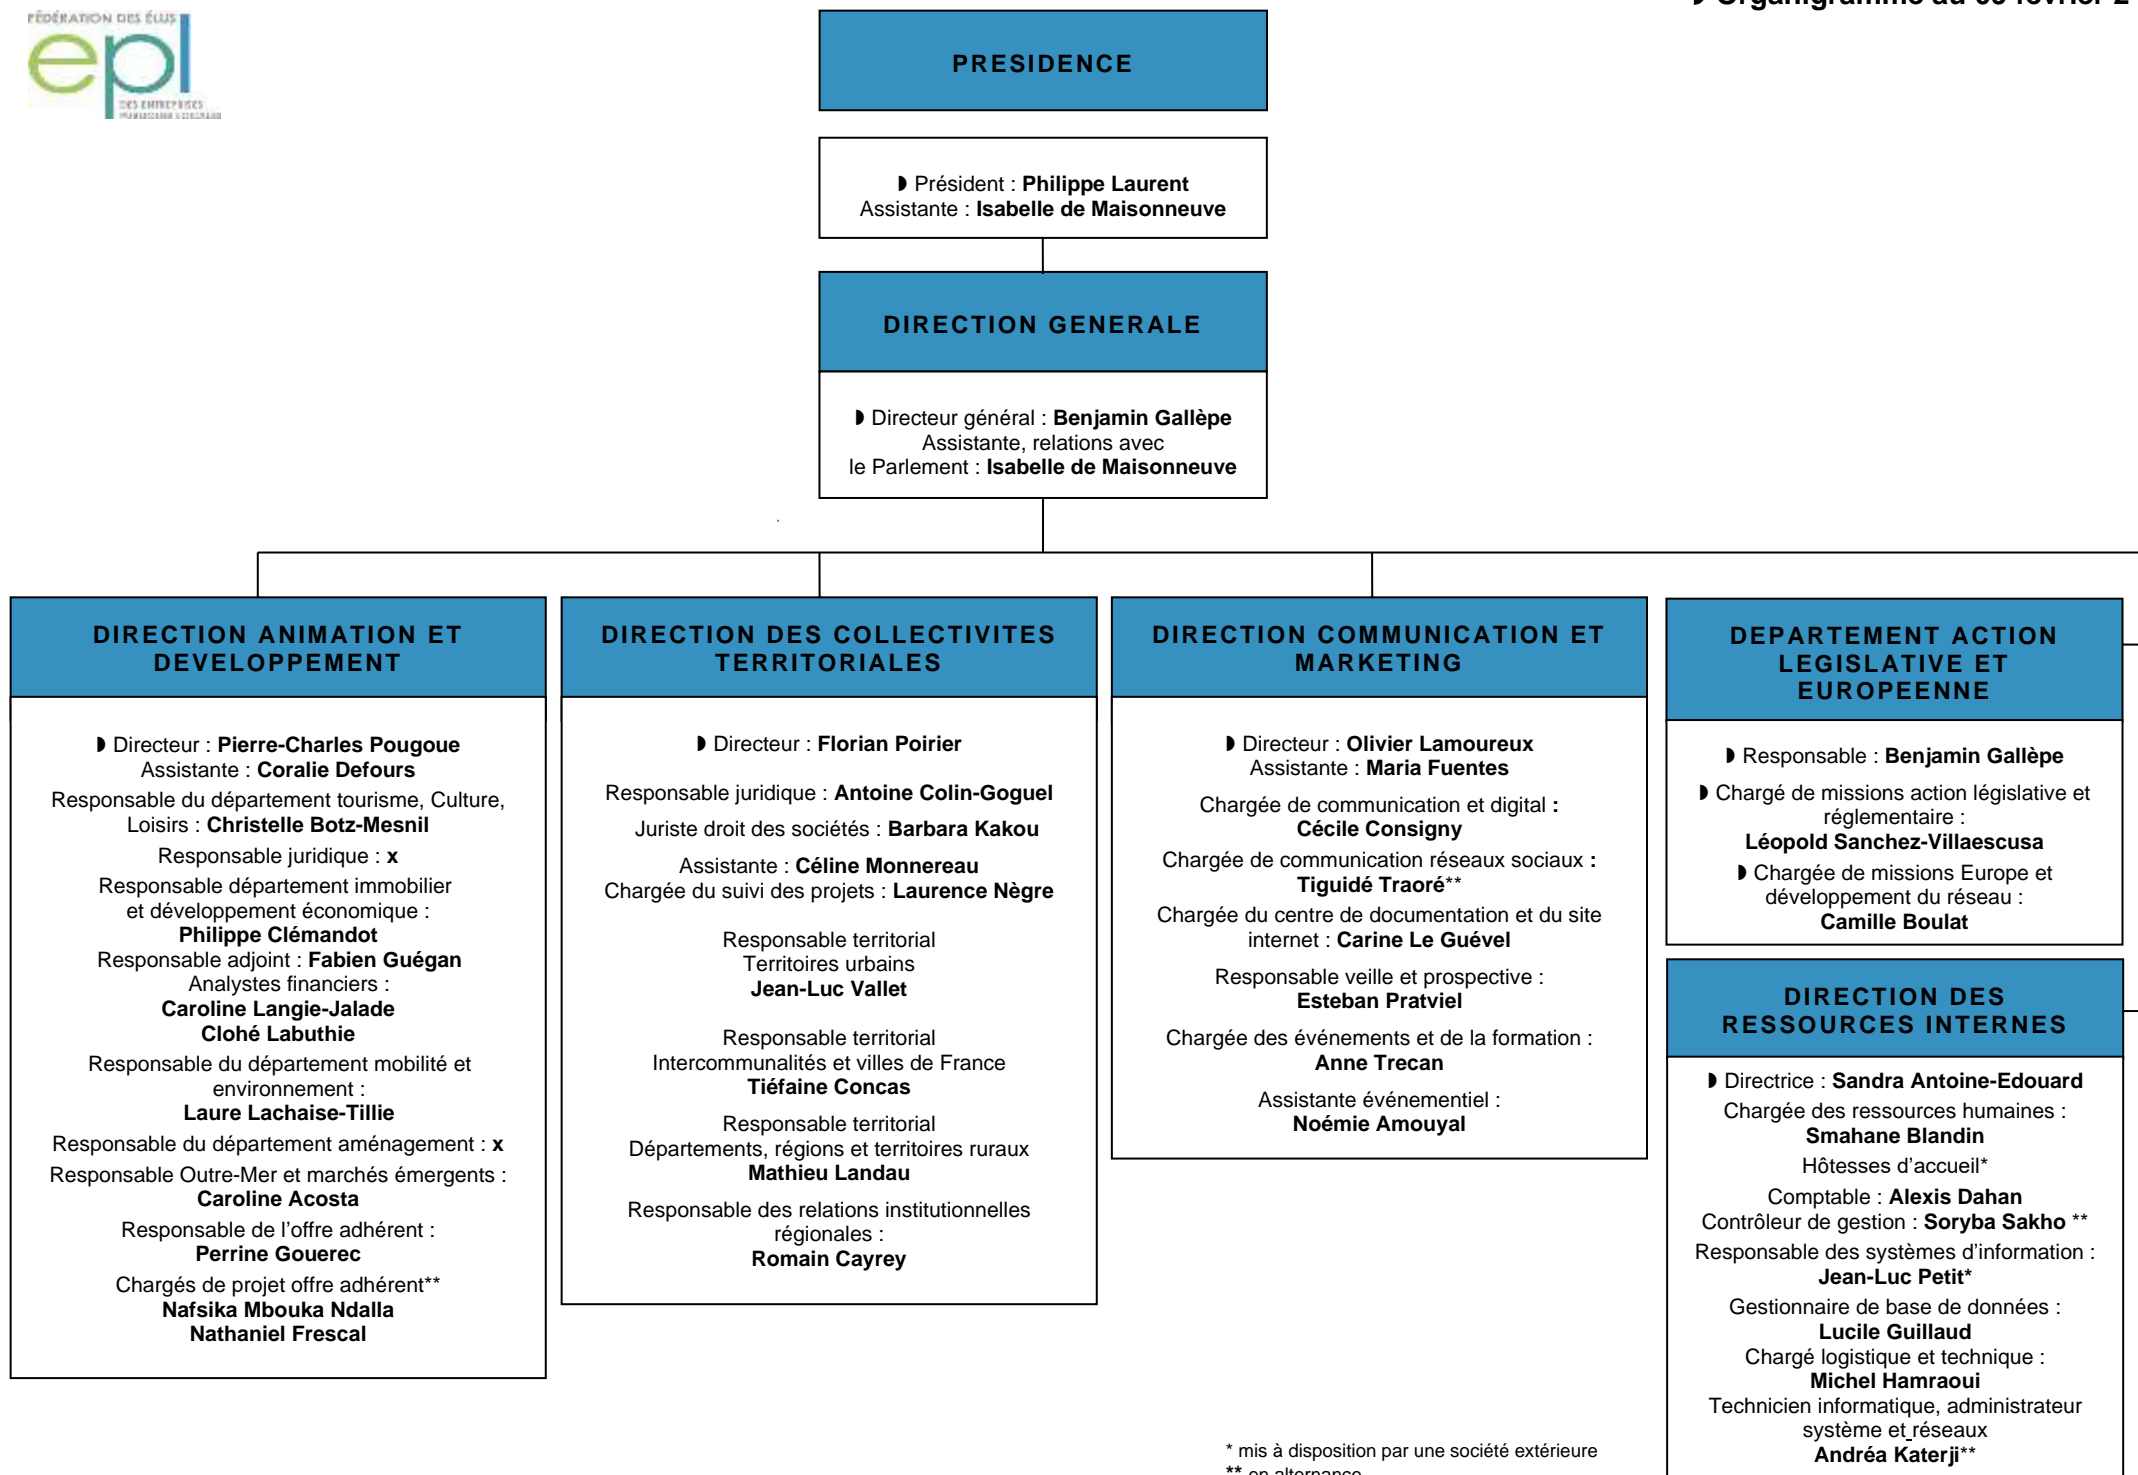 FÉDÉRATION DES ÉLUS
epl
DES ENTREPRISES
PUBLIQUES LOCALES
PRESIDENCE
◗ Président : Philippe Laurent
Assistante : Isabelle de Maisonneuve
DIRECTION GENERALE
◗ Directeur général : Benjamin Gallèpe
Assistante, relations avec
le Parlement : Isabelle de Maisonneuve
DIRECTION ANIMATION ET
DEVELOPPEMENT
◗ Directeur : Pierre-Charles Pougoue
Assistante : Coralie Defours
Responsable du département tourisme, Culture,
Loisirs : Christelle Botz-Mesnil
Responsable juridique : x
Responsable département immobilier
et développement économique :
Philippe Clémandot
Responsable adjoint : Fabien Guégan
Analystes financiers :
Caroline Langie-Jalade
Clohé Labuthie
Responsable du département mobilité et
environnement :
Laure Lachaise-Tillie
Responsable du département aménagement : x
Responsable Outre-Mer et marchés émergents :
Caroline Acosta
Responsable de l’offre adhérent :
Perrine Gouerec
Chargés de projet offre adhérent**
Nafsika Mbouka Ndalla
Nathaniel Frescal
DIRECTION DES COLLECTIVITES
TERRITORIALES
◗ Directeur : Florian Poirier
Responsable juridique : Antoine Colin-Goguel
Juriste droit des sociétés : Barbara Kakou
Assistante : Céline Monnereau
Chargée du suivi des projets : Laurence Nègre
Responsable territorial
Territoires urbains
Jean-Luc Vallet
Responsable territorial
Intercommunalités et villes de France
Tiéfaine Concas
Responsable territorial
Départements, régions et territoires ruraux
Mathieu Landau
Responsable des relations institutionnelles
régionales :
Romain Cayrey
DIRECTION COMMUNICATION ET
MARKETING
◗ Directeur : Olivier Lamoureux
Assistante : Maria Fuentes
Chargée de communication et digital :
Cécile Consigny
Chargée de communication réseaux sociaux :
Tiguidé Traoré**
Chargée du centre de documentation et du site
internet : Carine Le Guével
Responsable veille et prospective :
Esteban Pratviel
Chargée des événements et de la formation :
Anne Trecan
Assistante événementiel :
Noémie Amouyal
DEPARTEMENT ACTION
LEGISLATIVE ET
EUROPEENNE
◗ Responsable : Benjamin Gallèpe
◗ Chargé de missions action législative et
réglementaire :
Léopold Sanchez-Villaescusa
◗ Chargée de missions Europe et
développement du réseau :
Camille Boulat
DIRECTION DES
RESSOURCES INTERNES
◗ Directrice : Sandra Antoine-Edouard
Chargée des ressources humaines :
Smahane Blandin
Hôtesses d’accueil*
Comptable : Alexis Dahan
Contrôleur de gestion : Soryba Sakho **
Responsable des systèmes d’information :
Jean-Luc Petit*
Gestionnaire de base de données :
Lucile Guillaud
Chargé logistique et technique :
Michel Hamraoui
Technicien informatique, administrateur
système et réseaux
Andréa Katerji**
* mis à disposition par une société extérieure
** en alternance